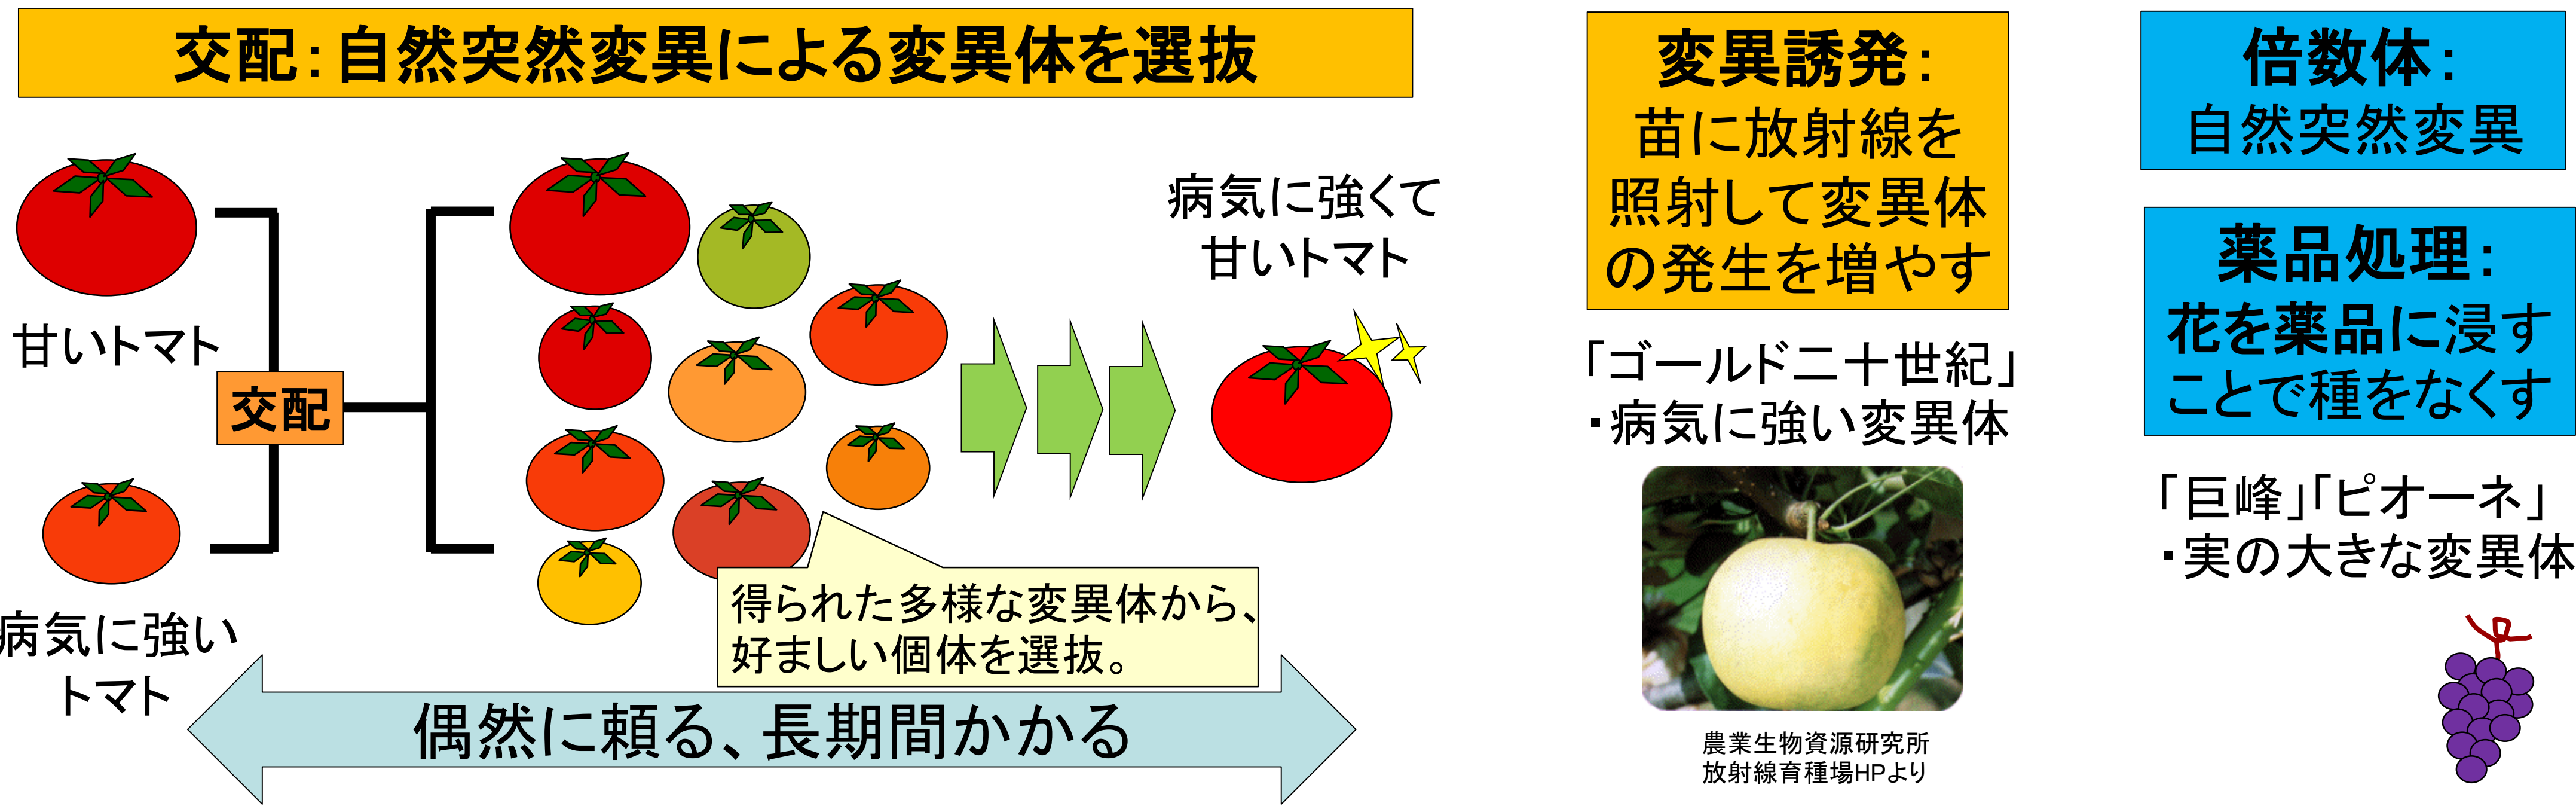 交配：自然突然変異による変異体を選抜
甘いトマト
病気に強い
トマト
交配
病気に強くて
甘いトマト
得られた多様な変異体から、
好ましい個体を選抜。
偶然に頼る、長期間かかる
変異誘発：
苗に放射線を
照射して変異体
の発生を増やす
「ゴールド二十世紀」
・病気に強い変異体
農業生物資源研究所
放射線育種場HPより
倍数体：
自然突然変異
薬品処理：
花を薬品に浸す
ことで種をなくす
「巨峰」「ピオーネ」
・実の大きな変異体